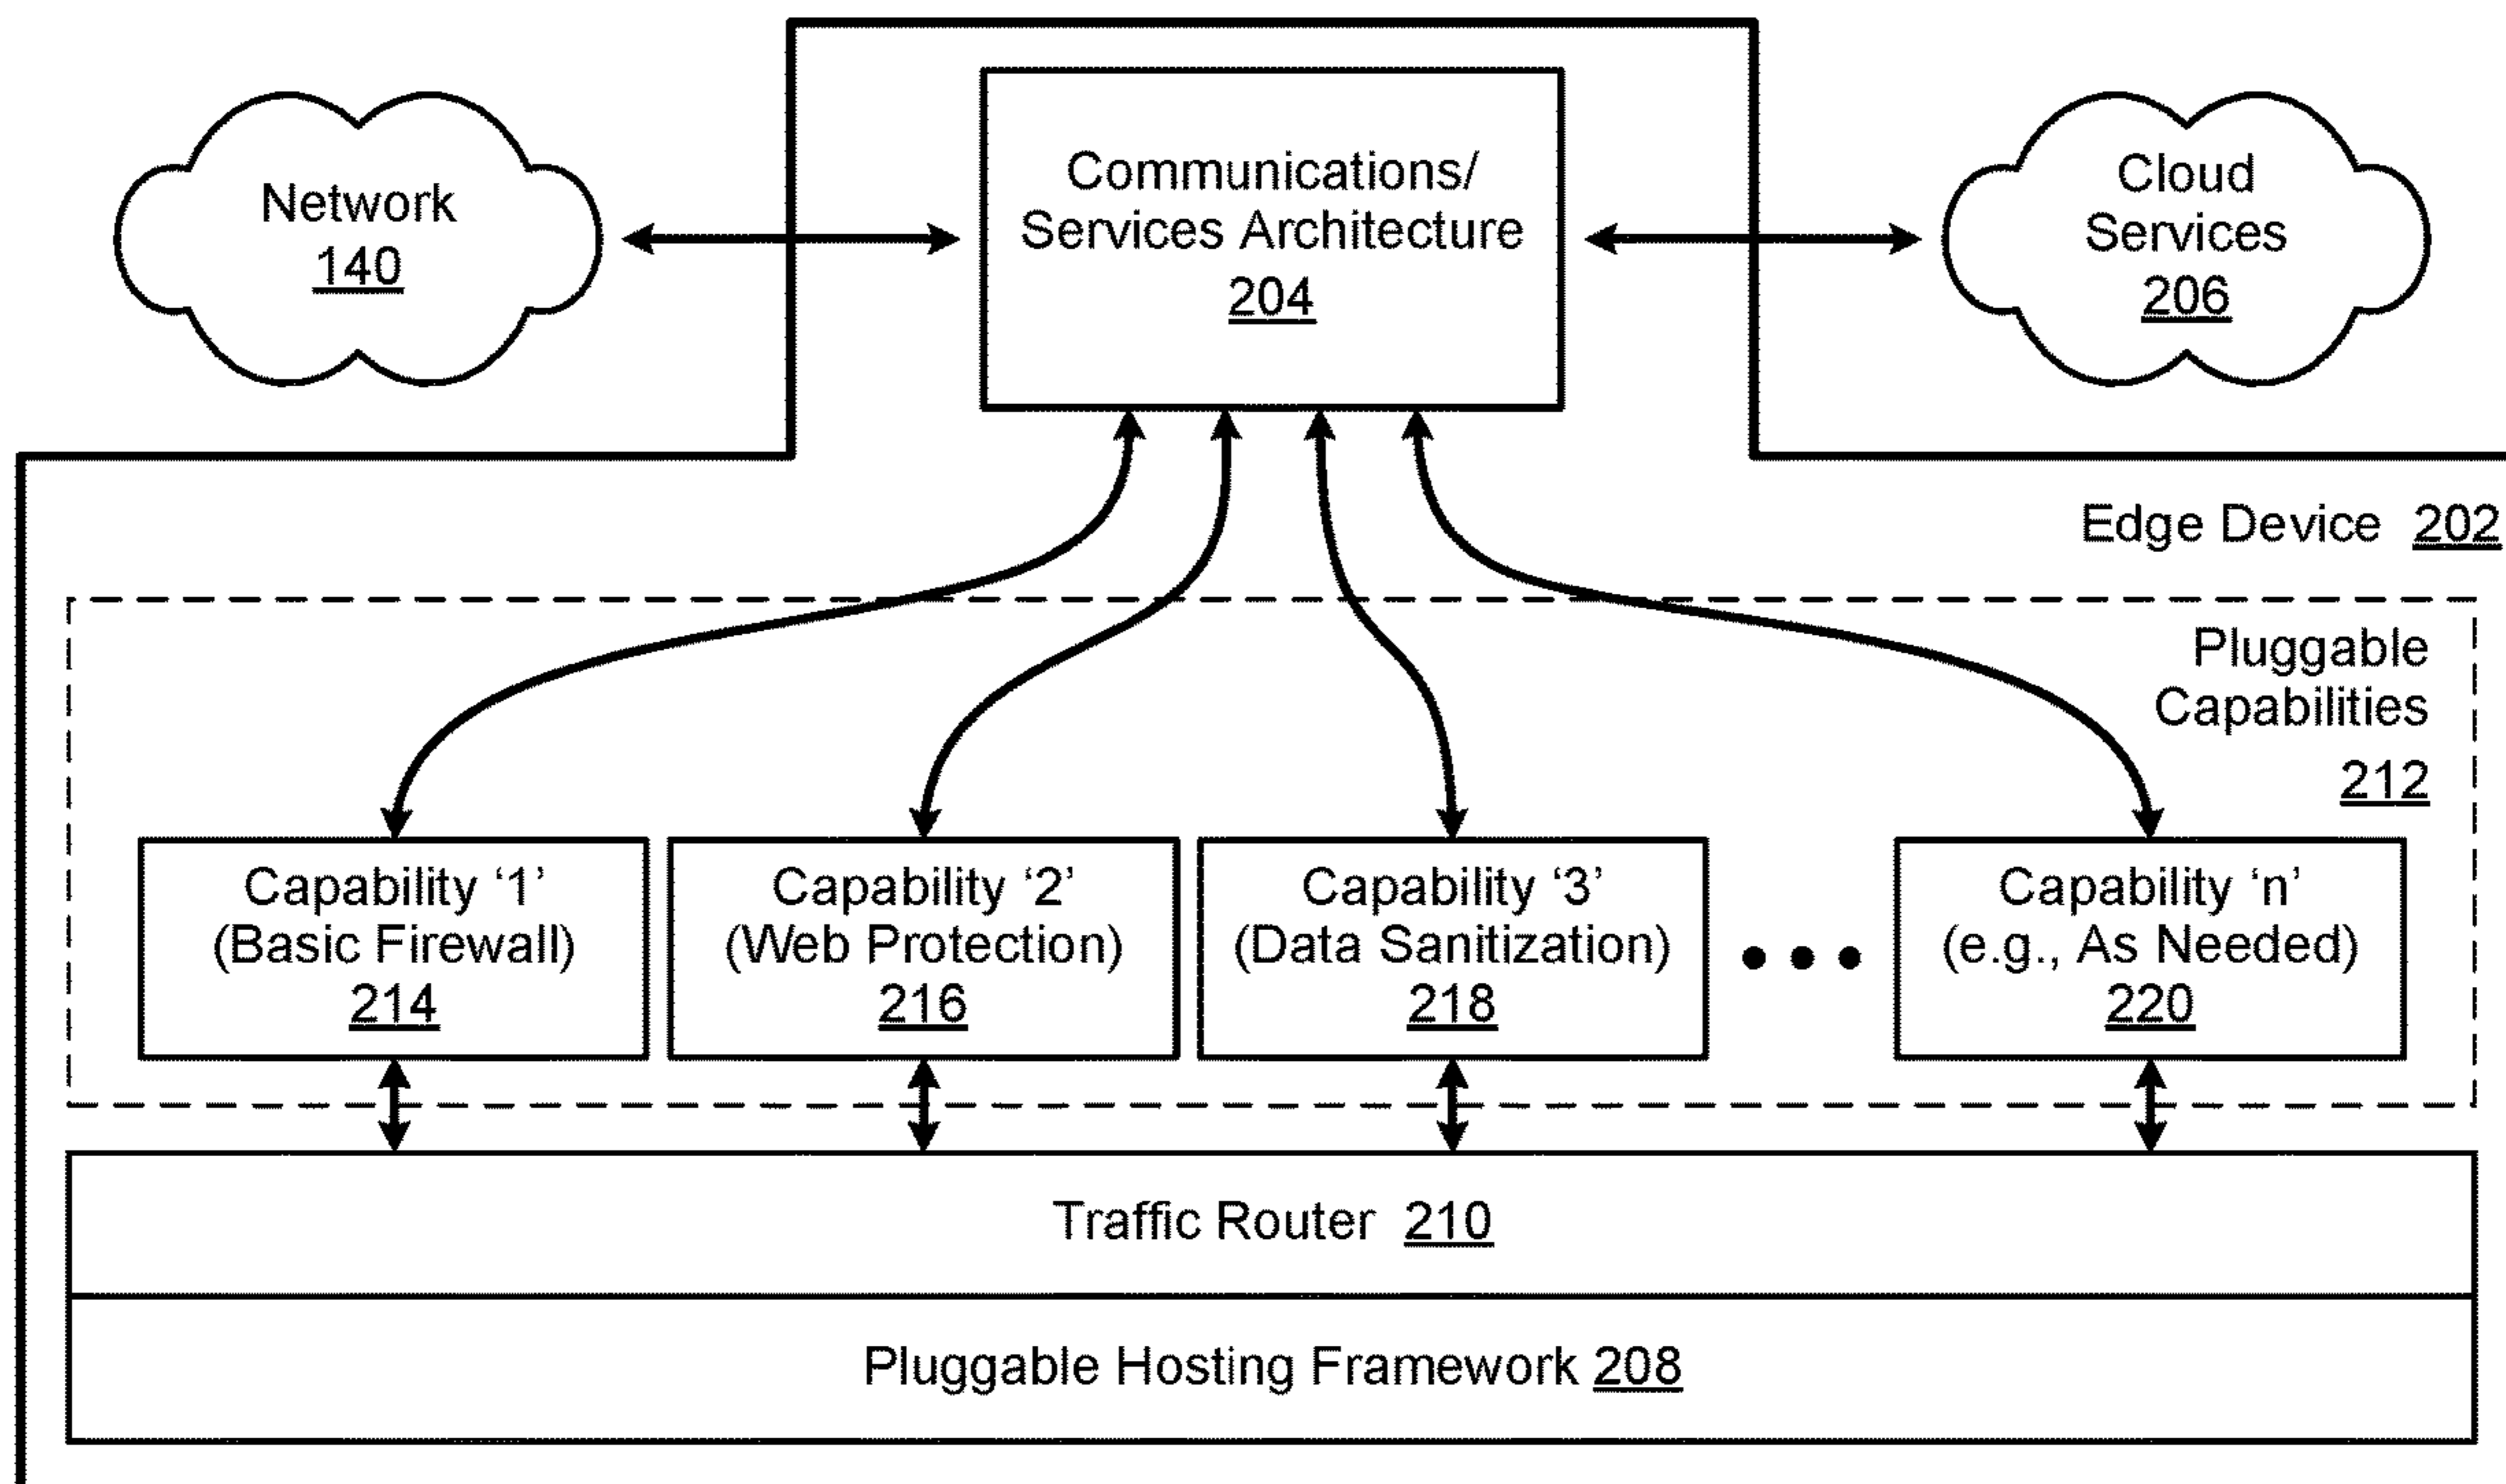 Network
140
Communications/
Services Architecture
204
Cloud
Services
206
Edge Device 202
Pluggable
Capabilities
212
Capability ‘1’
(Basic Firewall)
214
Capability ‘2’
(Web Protection)
216
Capability ‘3’
(Data Sanitization)
218
Capability ‘n’
(e.g., As Needed)
220
Traffic Router 210
Pluggable Hosting Framework 208